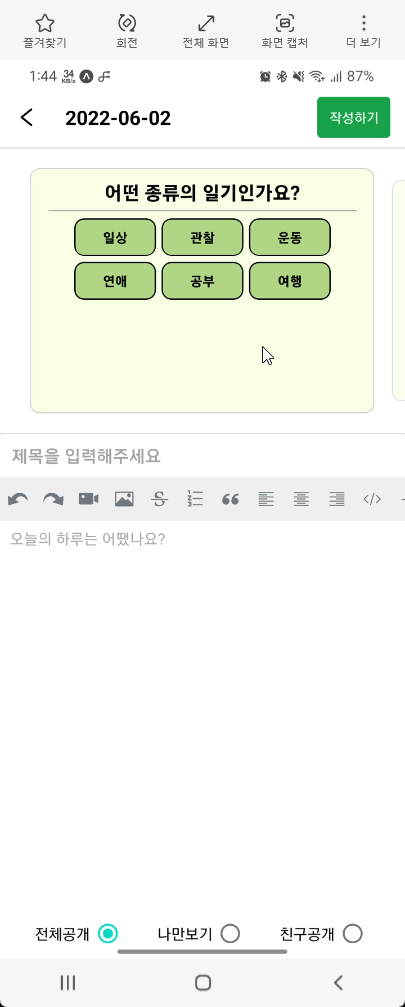 즐겨찾기 회전 전체 화면 화면 캡처 더 보기
1:44 34 KB/s 87%
2022-06-02 작성하기
어떤 종류의 일기인가요?
일상 관찰 운동
연애 공부 여행
제목을 입력해주세요
오늘의 하루는 어땠나요?
전체공개 나만보기 친구공개